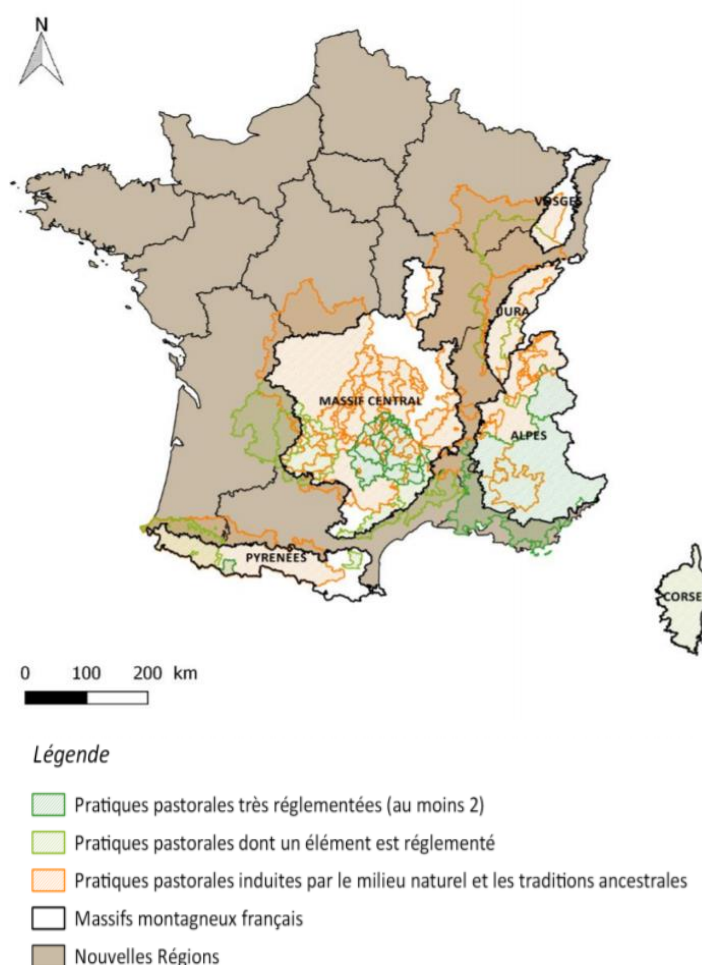 N
VOSGES
JURA
MASSIF CENTRAL
ALPES
PYRENÉES
CORSE
0 100 200 km
Légende
Pratiques pastorales très réglementées (au moins 2)
Pratiques pastorales dont un élément est réglementé
Pratiques pastorales induites par le milieu naturel et les traditions ancestrales
Massifs montagneux français
Nouvelles Régions